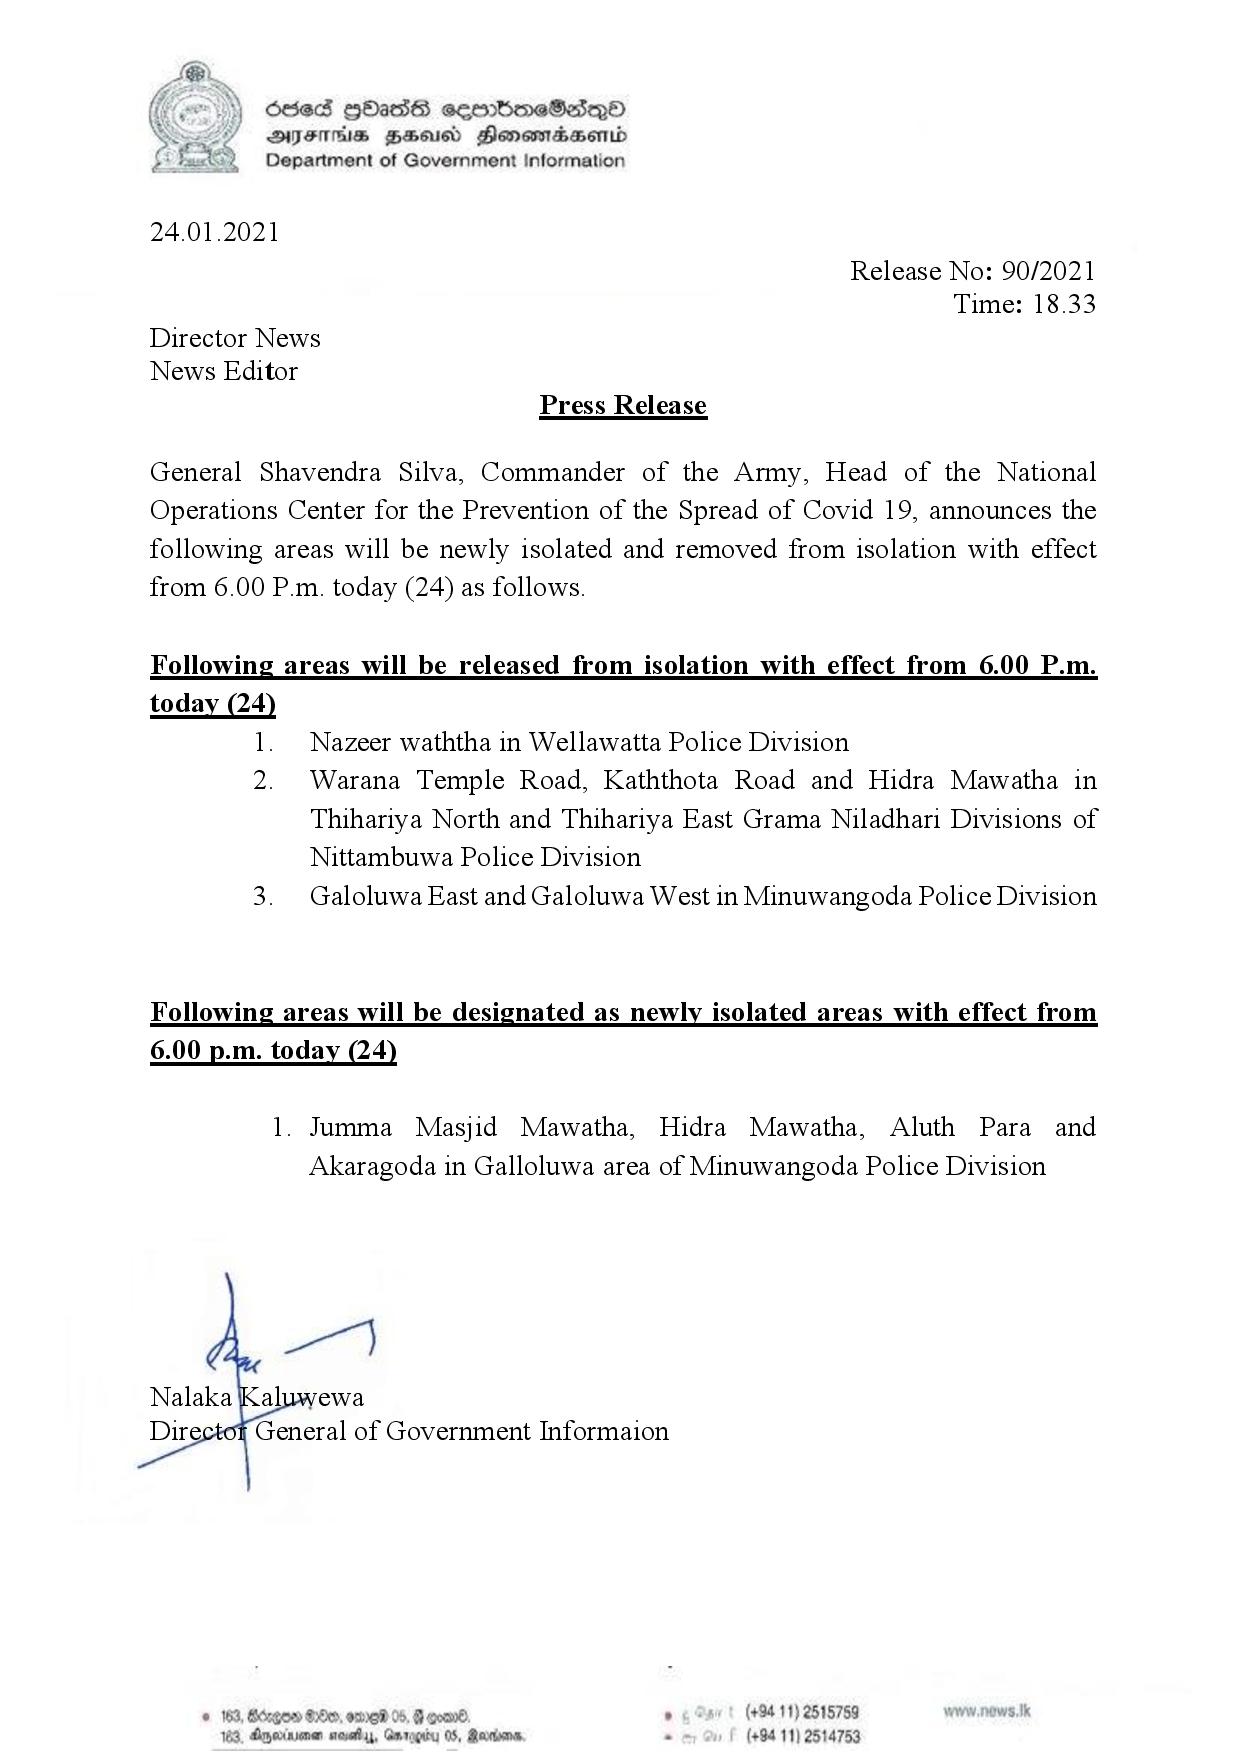 රජයේ ප්‍රවෘත්ති දෙපාර්තමේන්තුව
அரசாங்க தகவல் திணைக்களம்
Department of Government Information
24.01.2021
Release No: 90/2021
Time: 18.33
Director News
News Editor
Press Release
General Shavendra Silva, Commander of the Army, Head of the National
Operations Center for the Prevention of the Spread of Covid 19, announces the
following areas will be newly isolated and removed from isolation with effect
from 6.00 P.m. today (24) as follows.
Following areas will be released from isolation with effect from 6.00 P.m.
today (24)
1. Nazeer waththa in Wellawatta Police Division
2. Warana Temple Road, Kaththota Road and Hidra Mawatha in
Thihariya North and Thihariya East Grama Niladhari Divisions of
Nittambuwa Police Division
3. Galoluwa East and Galoluwa West in Minuwangoda Police Division
Following areas will be designated as newly isolated areas with effect from
6.00 p.m. today (24)
1. Jumma Masjid Mawatha, Hidra Mawatha, Aluth Para and
Akaragoda in Galloluwa area of Minuwangoda Police Division
Nalaka Kaluwewa
Director General of Government Informaion
163, කිරුලපන මාවත, කොළඹ 05, ශ්‍රී ලංකාව.
163, கிருலப்பனை எவனியூ, கொழும்பு 05, இலங்கை.
(+94 11) 2515759
(+94 11) 2514753
www.news.lk